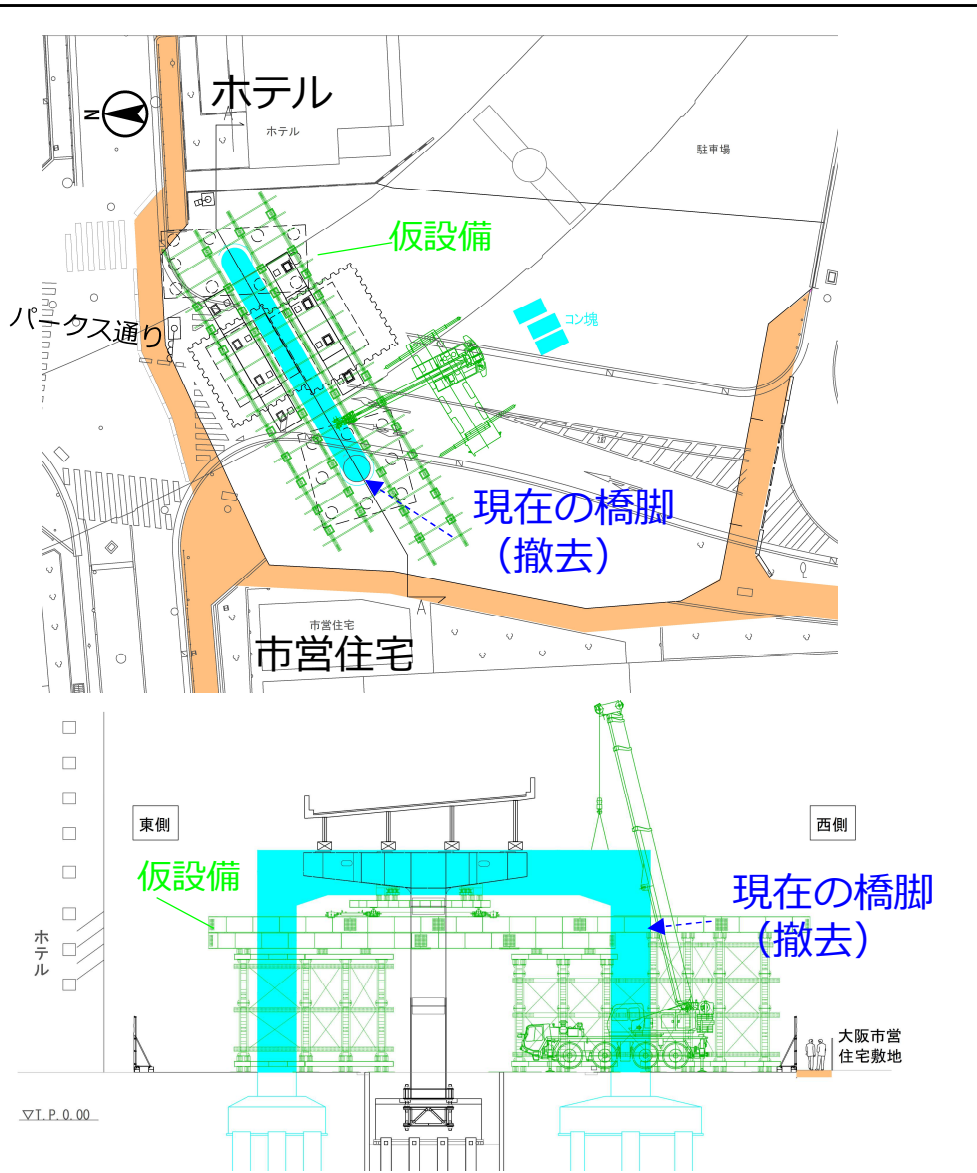 ホテル
A
ホテル
N
駐車場
仮設備
パークス通り
コン塊
現在の橋脚
（撤去）
A
市営住宅
市営住宅
東側
西側
仮設備
現在の橋脚
（撤去）
ホテル
大阪市営
住宅敷地
▽T.P.0.00